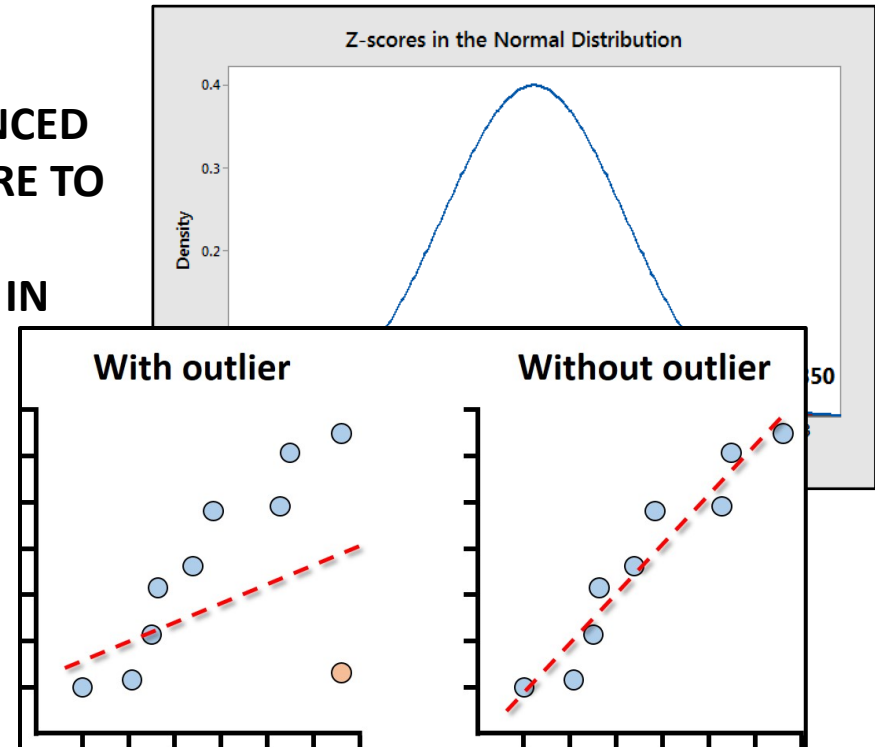 Z-scores in the Normal Distribution
NCED
RE TO
IN
0.4
0.3
0.2
Density
With outlier
Without outlier
350